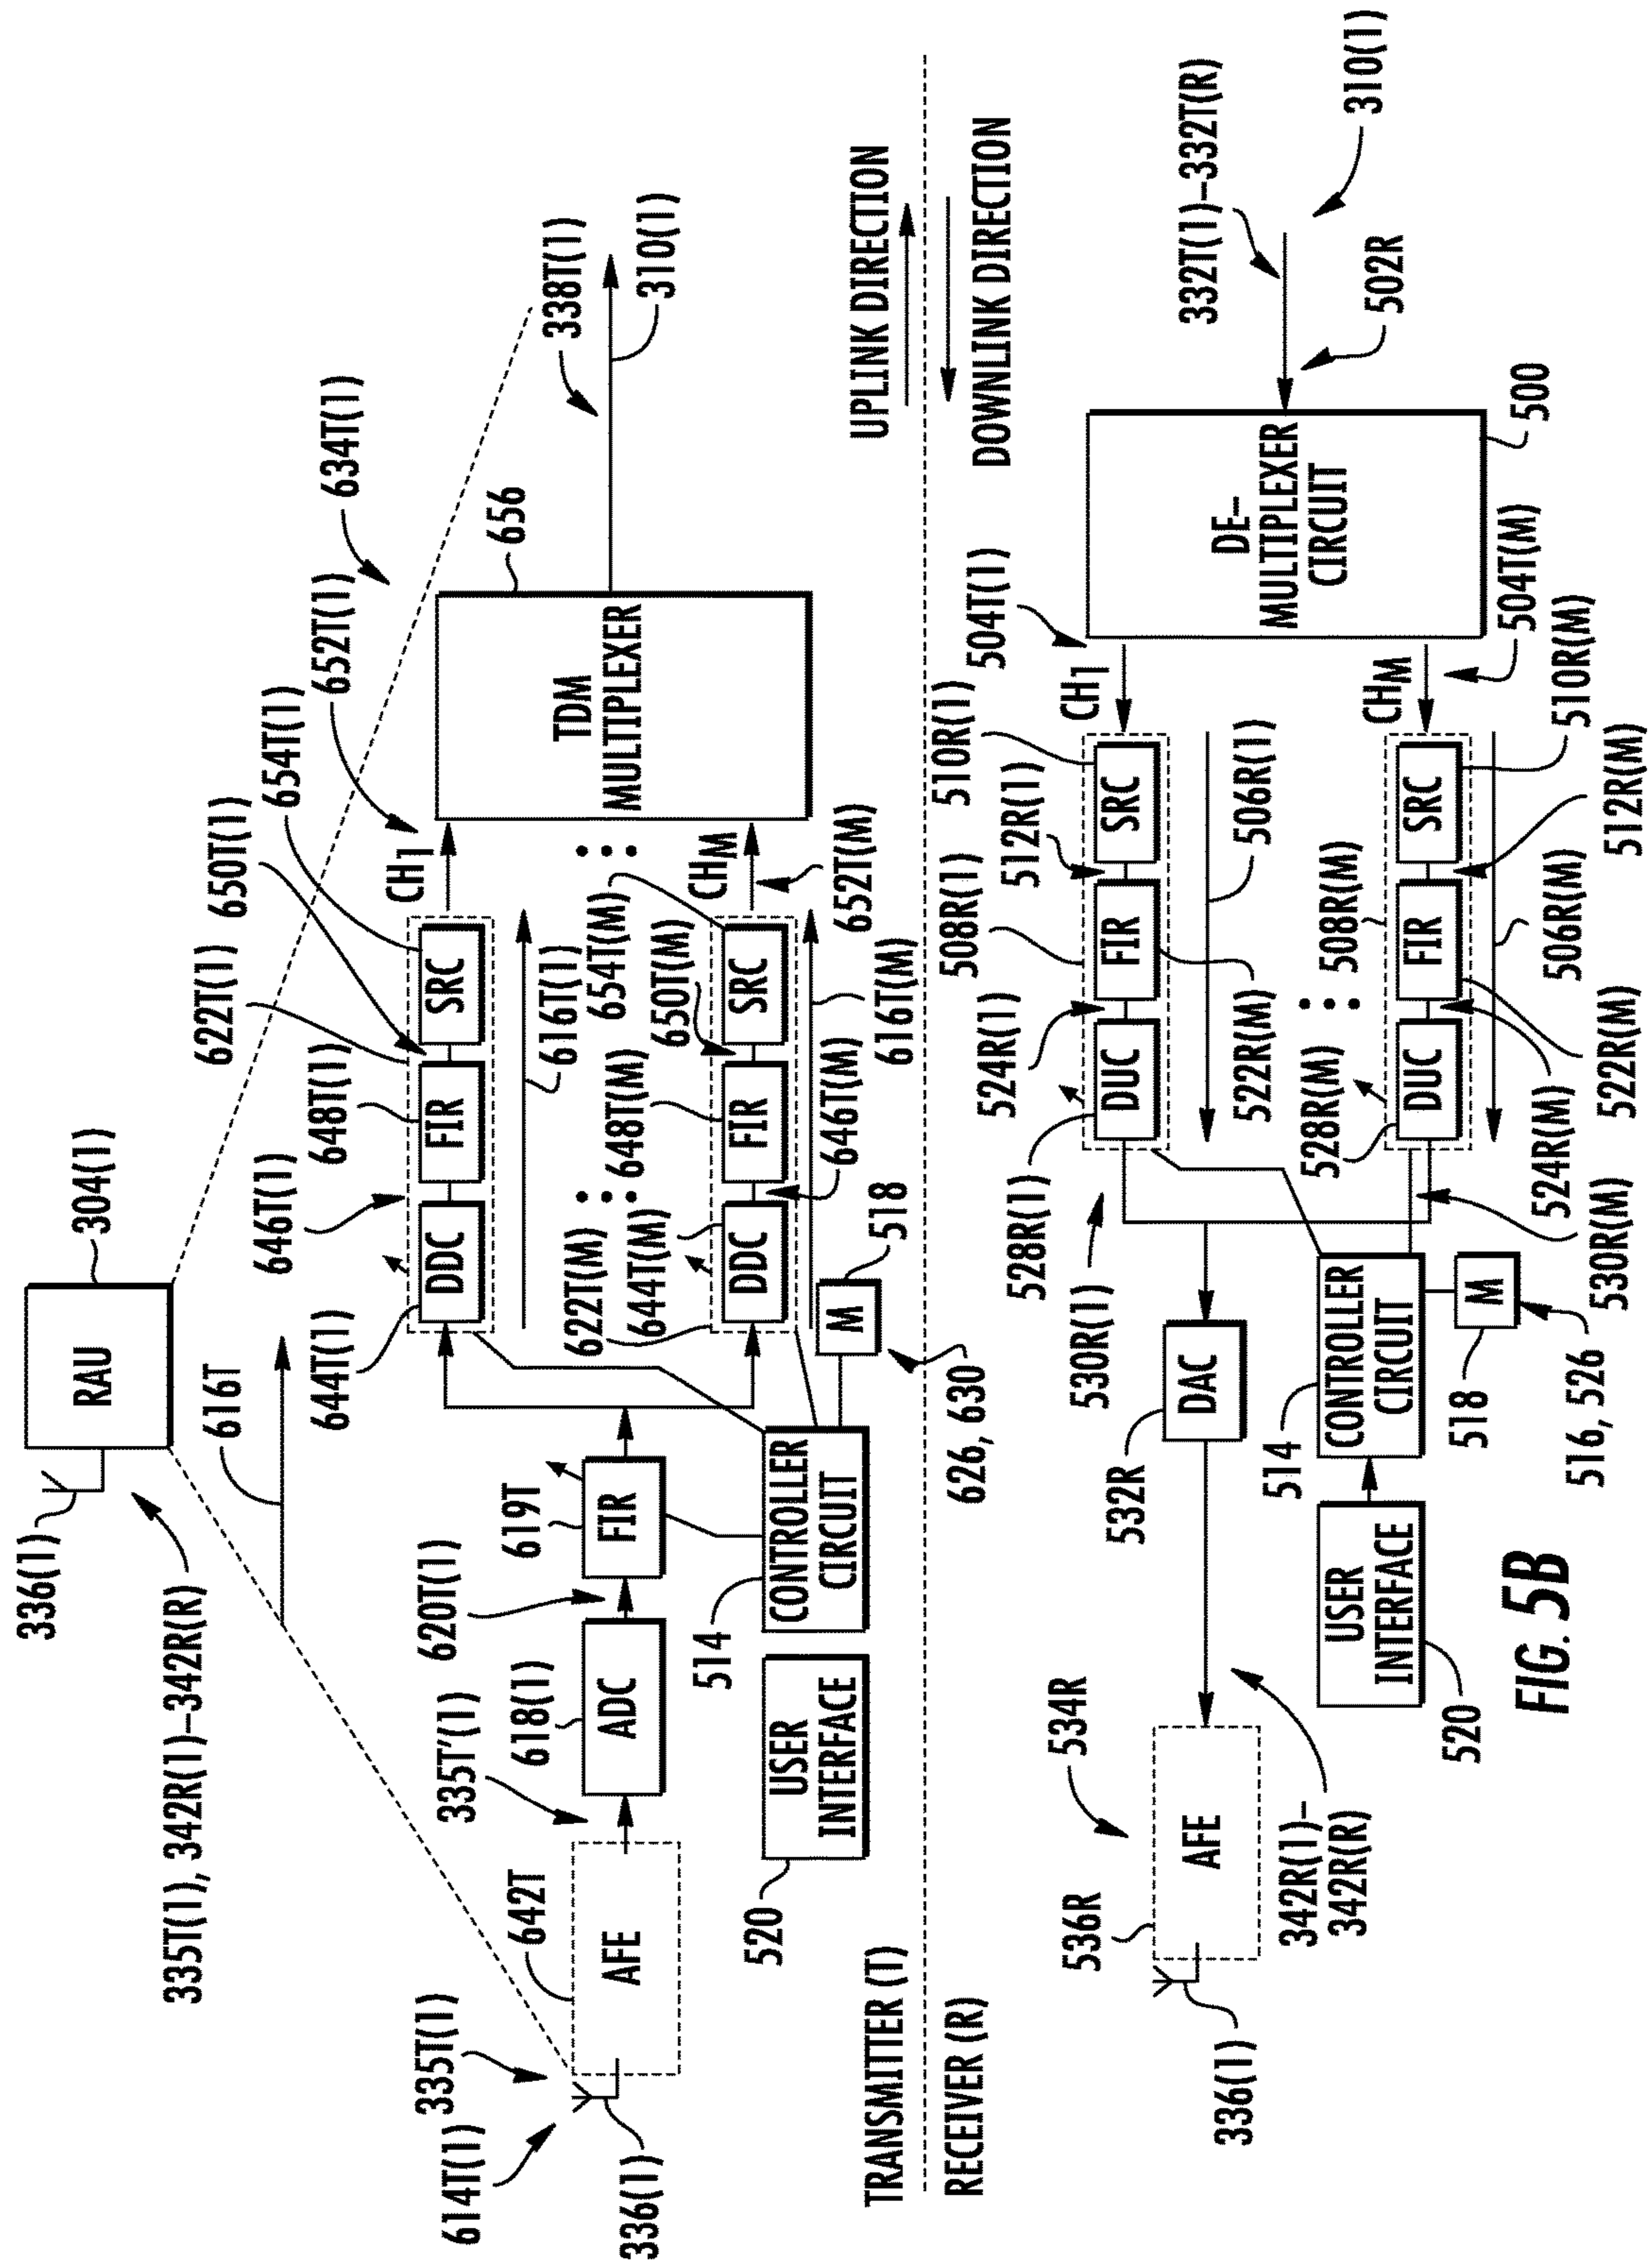 336(1)
RAU
304(1)
335T(1), 342R(1)–342R(R)
616T
634T(1)
614T(1)
335T(1)
336(1)
642T
AFE
335T'(1)
618(1)
ADC
620T(1)
619T
FIR
644T(1)
646T(1)
648T(1)
622T(1)
650T(1)
654T(1)
652T(1)
DDC
FIR
SRC
CH1
616T(1)
622T(M)
644T(M)
648T(M)
650T(M)
654T(M)
DDC
FIR
SRC
CHM
646T(M)
616T(M)
652T(M)
TDM
MULTIPLEXER
656
338T(1)
310(1)
520
USER
INTERFACE
514
CONTROLLER
CIRCUIT
M
518
626, 630
TRANSMITTER (T)
UPLINK DIRECTION
RECEIVER (R)
DOWNLINK DIRECTION
336(1)
536R
534R
AFE
342R(1)–
342R(R)
532R
DAC
530R(1)
528R(1)
524R(1)
508R(1)
512R(1)
510R(1)
504T(1)
DUC
FIR
SRC
CH1
522R(M)
506R(1)
528R(M)
508R(M)
DUC
FIR
SRC
CHM
530R(M)
524R(M)
522R(M)
506R(M)
512R(M)
510R(M)
504T(M)
DE–
MULTIPLEXER
CIRCUIT
500
502R
332T(1)–332T(R)
310(1)
520
USER
INTERFACE
514
CONTROLLER
CIRCUIT
M
518
516, 526
FIG. 5B